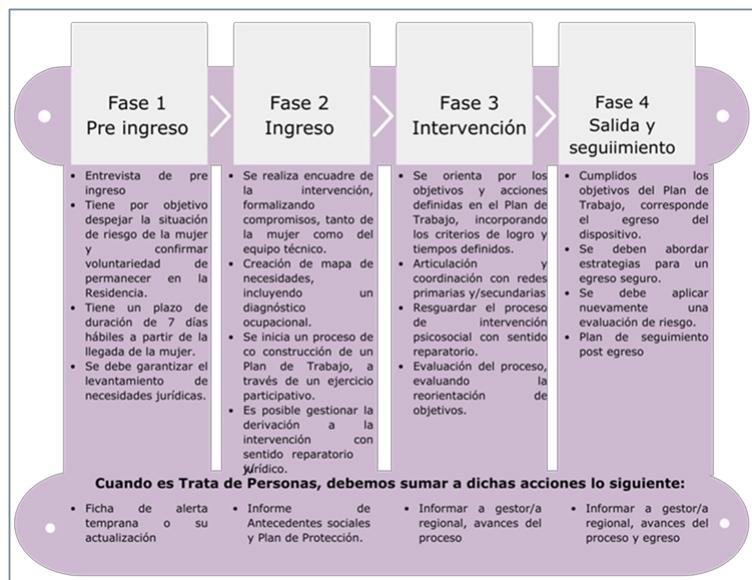 Fase 1
Pre ingreso
Fase 2
Ingreso
Fase 3
Intervención
Fase 4
Salida y
seguiimiento
• Entrevista de pre
ingreso
• Tiene por objetivo
despejar la situación
de riesgo de la mujer
y confirmar
voluntariedad de
permanecer en la
Residencia.
• Tiene un plazo de
duración de 7 días
hábiles a partir de la
llegada de la mujer.
• Se debe garantizar el
levantamiento de
necesidades jurídicas.
• Se realiza encuadre de
la intervención,
formalizando
compromisos, tanto de
la mujer como del
equipo técnico.
• Creación de mapa de
necesidades,
incluyendo un
diagnóstico
ocupacional.
• Se inicia un proceso de
co construcción de un
Plan de Trabajo, a
través de un ejercicio
participativo.
• Es posible gestionar la
derivación a la
intervención con
sentido reparatorio
y/
jurídico.
• Se orienta por los
objetivos y acciones
definidas en el Plan de
Trabajo, incorporando
los criterios de logro y
tiempos definidos.
• Articulación y
coordinación con redes
primarias y/secundarias
• Resguardar el proceso
de intervención
psicosocial con sentido
reparatorio.
• Evaluación del proceso,
evaluando la
reorientación de
objetivos.
• Cumplidos los
objetivos del Plan de
Trabajo, corresponde
el egreso del
dispositivo.
• Se deben abordar
estrategias para un
egreso seguro.
• Se debe aplicar
nuevamente una
evaluación de riesgo.
• Plan de seguimiento
post egreso
Cuando es Trata de Personas, debemos sumar a dichas acciones lo siguiente:
• Ficha de alerta
temprana o su
actualización
• Informe de
Antecedentes sociales
y Plan de Protección.
• Informar a gestor/a
regional, avances del
proceso
• Informar a gestor/a
regional, avances del
proceso y egreso